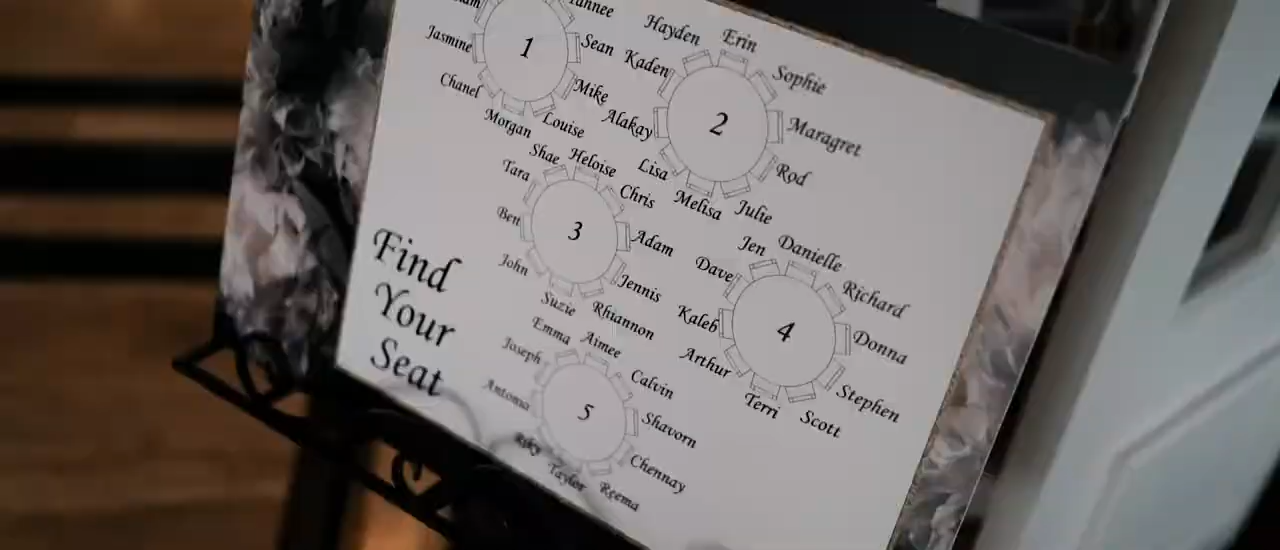 Jasmine
Sean
Mike
Chanel
Morgan
Louise
1
Hayden
Erin
Kaden
Sophie
Alakay
Maragret
Lisa
Rod
Melisa
Julie
2
Shae
Heloise
Tara
Chris
Ben
Adam
John
Jennis
Suzie
Rhiannon
3
Jen
Danielle
Dave
Richard
Kaleb
Donna
Arthur
Stephen
Terri
Scott
4
Emma
Aimee
Joseph
Calvin
Antonia
Shavorn
Riky
Chennay
Taylor
Reema
5
Find
Your
Seat